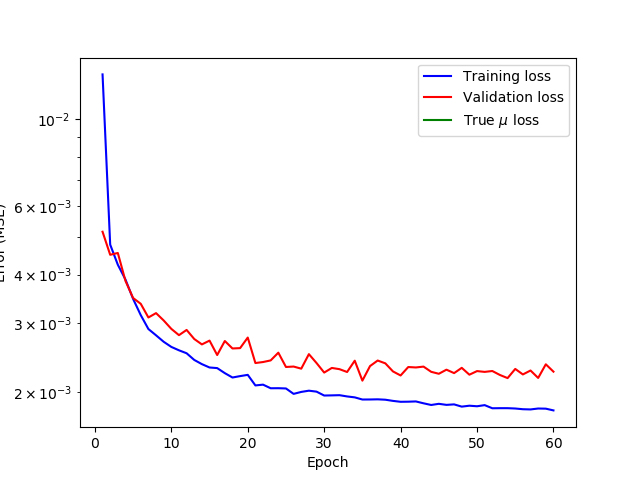 Training loss
Validation loss
True μ loss
10⁻²
6 × 10⁻³
4 × 10⁻³
3 × 10⁻³
2 × 10⁻³
0 10 20 30 40 50 60
Epoch